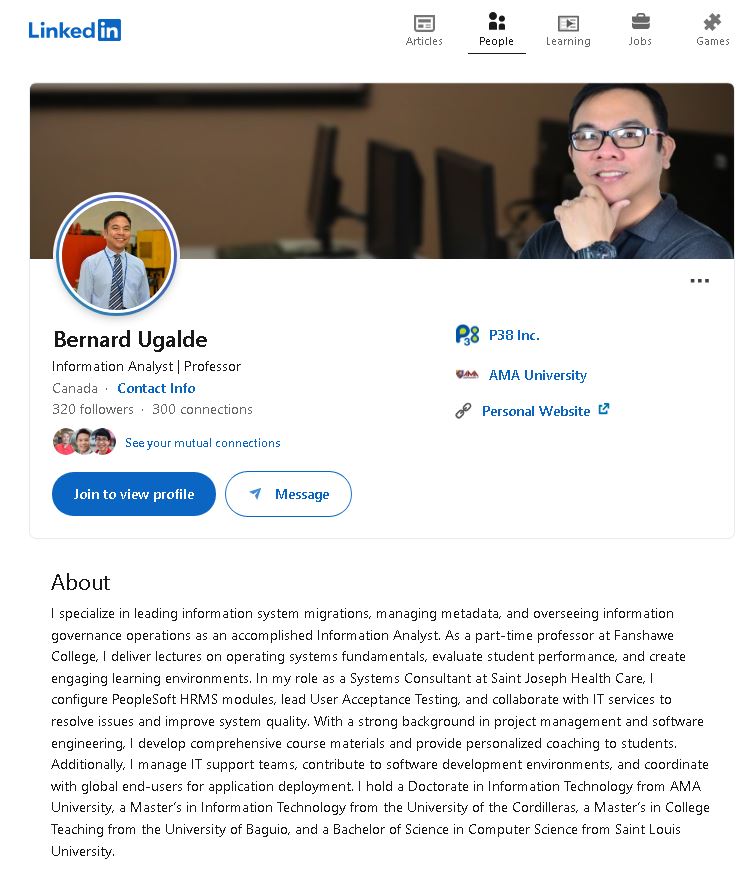 Linked in
Articles
People
Learning
Jobs
Games
Bernard Ugalde
Information Analyst | Professor
Canada · Contact Info
320 followers · 300 connections
See your mutual connections
Join to view profile
Message
P38 Inc.
AMA University
Personal Website
About
I specialize in leading information system migrations, managing metadata, and overseeing information
governance operations as an accomplished Information Analyst. As a part-time professor at Fanshawe
College, I deliver lectures on operating systems fundamentals, evaluate student performance, and create
engaging learning environments. In my role as a Systems Consultant at Saint Joseph Health Care, I
configure PeopleSoft HRMS modules, lead User Acceptance Testing, and collaborate with IT services to
resolve issues and improve system quality. With a strong background in project management and software
engineering, I develop comprehensive course materials and provide personalized coaching to students.
Additionally, I manage IT support teams, contribute to software development environments, and coordinate
with global end-users for application deployment. I hold a Doctorate in Information Technology from AMA
University, a Master's in Information Technology from the University of the Cordilleras, a Master's in College
Teaching from the University of Baguio, and a Bachelor of Science in Computer Science from Saint Louis
University.